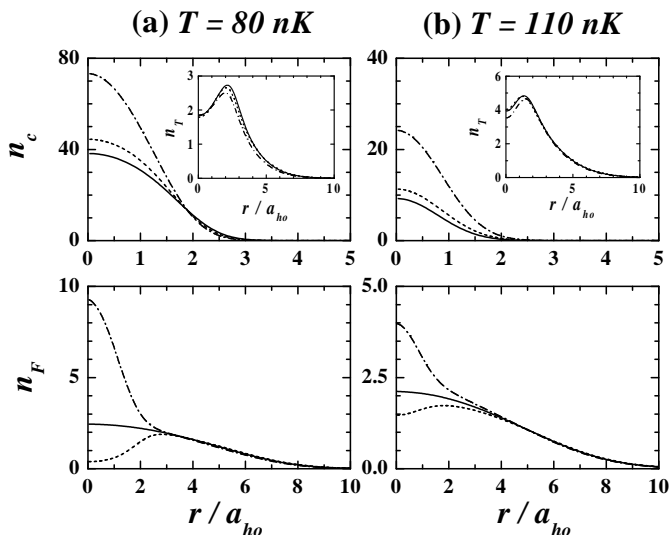 (a) T = 80 nK
(b) T = 110 nK
80
40
0
n_c
0 1 2 3 4 5
3
2
1
0
n_T
0 5 10
r / a_ho
40
20
0
0 1 2 3 4 5
6
4
2
0
n_T
0 5 10
r / a_ho
10
5
0
n_F
0 2 4 6 8 10
r / a_ho
5.0
2.5
0.0
0 2 4 6 8 10
r / a_ho